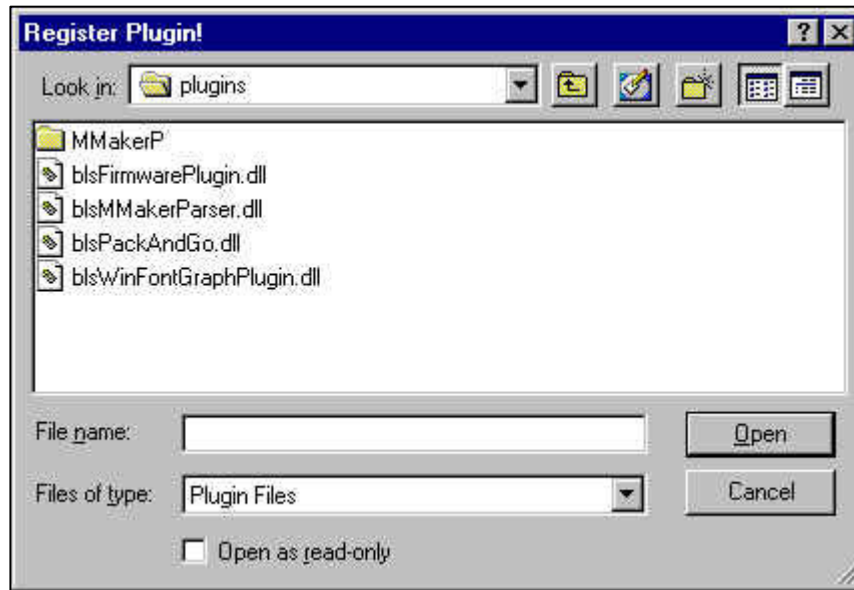 Register Plugin!
Look in: plugins
MMakerP
blsFirmwarePlugin.dll
blsMMakerParser.dll
blsPackAndGo.dll
blsWinFontGraphPlugin.dll
File name: Open
Files of type: Plugin Files Cancel
Open as read-only